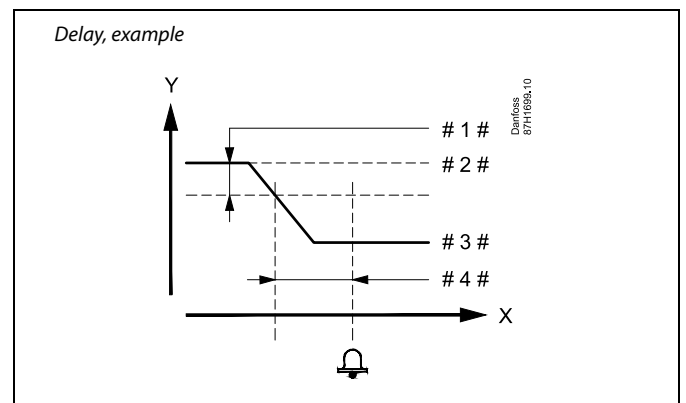 Delay, example
Y
# 1 #
# 2 #
# 3 #
# 4 #
X
Danfoss
87H1699.10